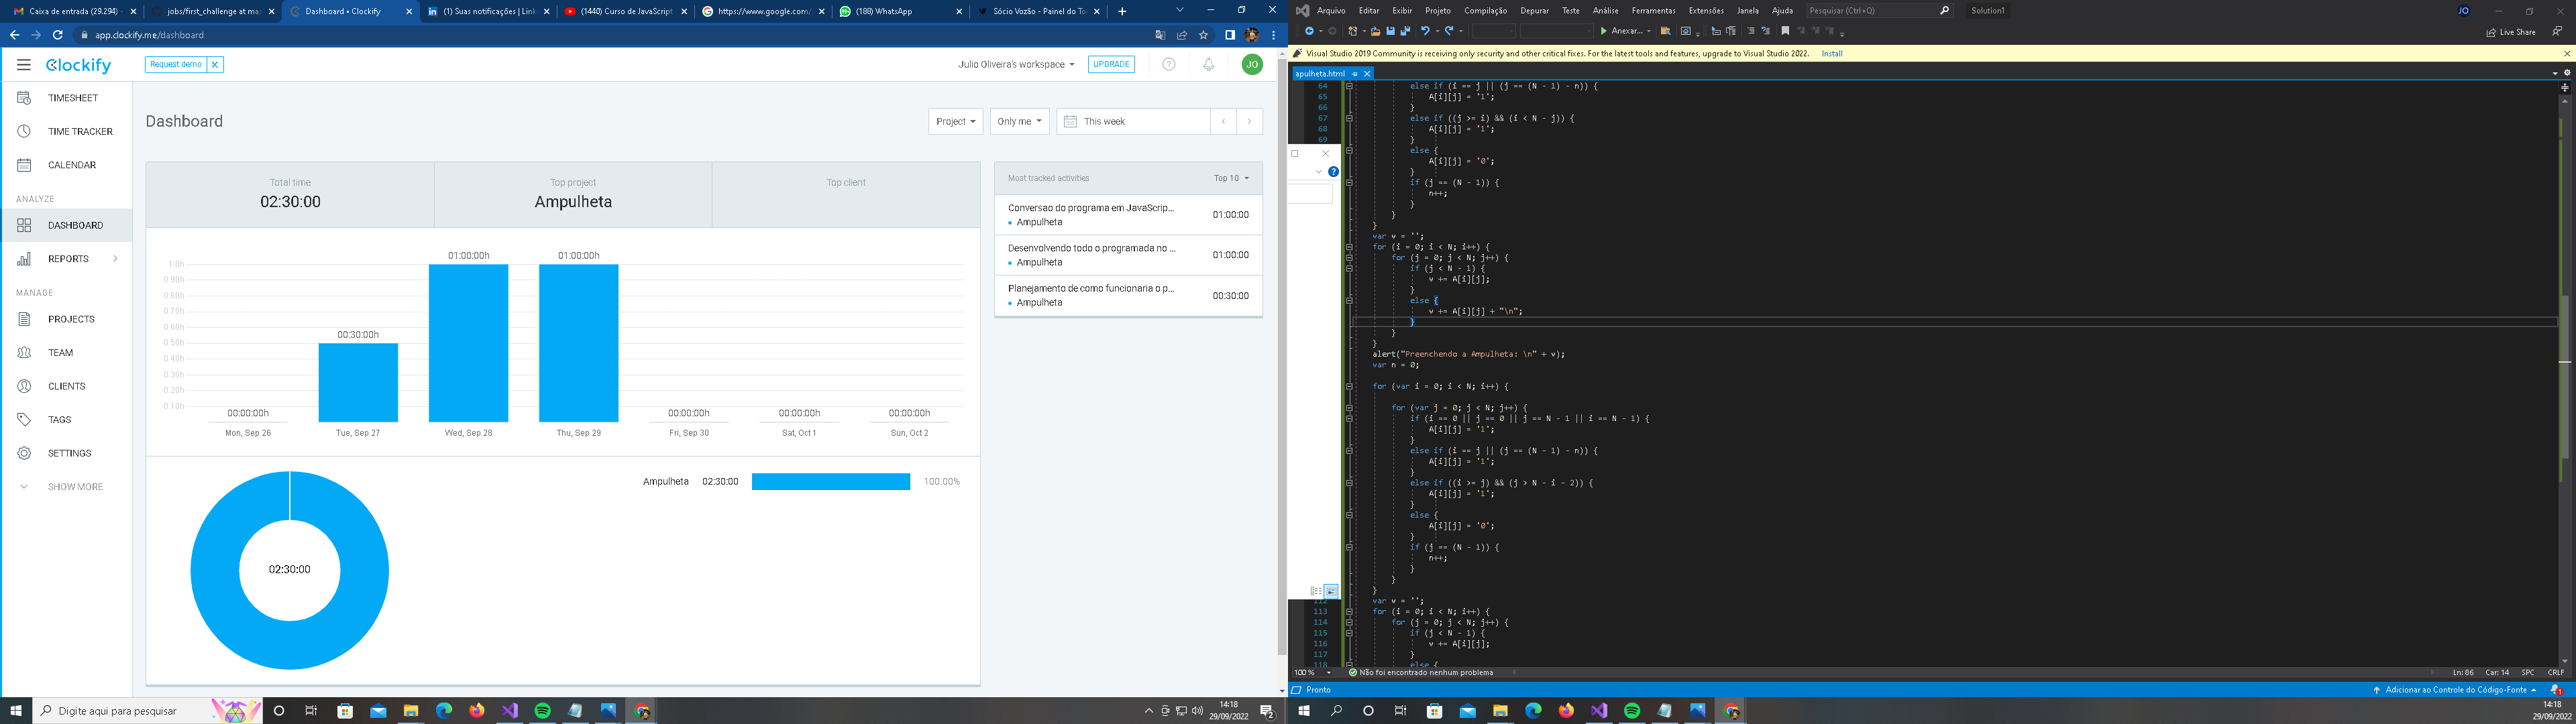 Caixa de entrada (29.294) -
jobs/first_challenge at mas
Dashboard • Clockify
(1) Suas notificações | Link
(1440) Curso de JavaScript
https://www.google.com/
(188) WhatsApp
Sócio Vozão - Painel do To
app.clockify.me/dashboard
Clockify
Request demo
Julio Oliveira's workspace
UPGRADE
JO
TIMESHEET
TIME TRACKER
CALENDAR
ANALYZE
DASHBOARD
REPORTS
MANAGE
PROJECTS
TEAM
CLIENTS
TAGS
SETTINGS
SHOW MORE
Dashboard
Project
Only me
This week
Total time
02:30:00
Top project
Ampulheta
Top client
1.0h
0.90h
0.80h
0.70h
0.60h
0.50h
0.40h
0.30h
0.20h
0.10h
00:00:00h
00:30:00h
01:00:00h
01:00:00h
00:00:00h
00:00:00h
00:00:00h
Mon, Sep 26
Tue, Sep 27
Wed, Sep 28
Thu, Sep 29
Fri, Sep 30
Sat, Oct 1
Sun, Oct 2
02:30:00
Ampulheta 02:30:00 100.00%
Most tracked activities Top 10
Conversao do programa em JavaScrip... 01:00:00
Ampulheta
Desenvolvendo todo o programada no ... 01:00:00
Ampulheta
Planejamento de como funcionaria o p... 00:30:00
Ampulheta
Digite aqui para pesquisar
14:18
29/09/2022
2
Arquivo Editar Exibir Projeto Compilação Depurar Teste Análise Ferramentas Extensões Janela Ajuda
Pesquisar (Ctrl+Q)
Solution1
JO
Anexar...
Live Share
Visual Studio 2019 Community is receiving only security and other critical fixes. For the latest tools and features, upgrade to Visual Studio 2022. Install
apulheta.html
64 else if (i == j || (j == (N - 1) - n)) {
65 A[i][j] = '1';
66 }
67 else if ((j >= i) && (i < N - j)) {
68 A[i][j] = '1';
69 }
else {
A[i][j] = '0';
}
if (j == (N - 1)) {
n++;
}
}
}
var v = '';
for (i = 0; i < N; i++) {
for (j = 0; j < N; j++) {
if (j < N - 1) {
v += A[i][j];
}
else {
v += A[i][j] + "\n";
}
}
}
alert("Preenchendo a Ampulheta: \n" + v);
var n = 0;
for (var i = 0; i < N; i++) {
for (var j = 0; j < N; j++) {
if (i == 0 || j == 0 || j == N - 1 || i == N - 1) {
A[i][j] = '1';
}
else if (i == j || (j == (N - 1) - n)) {
A[i][j] = '1';
}
else if ((i >= j) && (j > N - i - 2)) {
A[i][j] = '1';
}
else {
A[i][j] = '0';
}
if (j == (N - 1)) {
n++;
}
}
}
112 var v = '';
113 for (i = 0; i < N; i++) {
114 for (j = 0; j < N; j++) {
115 if (j < N - 1) {
116 v += A[i][j];
117 }
118 else {
100 %
Não foi encontrado nenhum problema
Ln: 86 Car: 14 SPC CRLF
Pronto
Adicionar ao Controle do Código-Fonte
1
14:18
29/09/2022